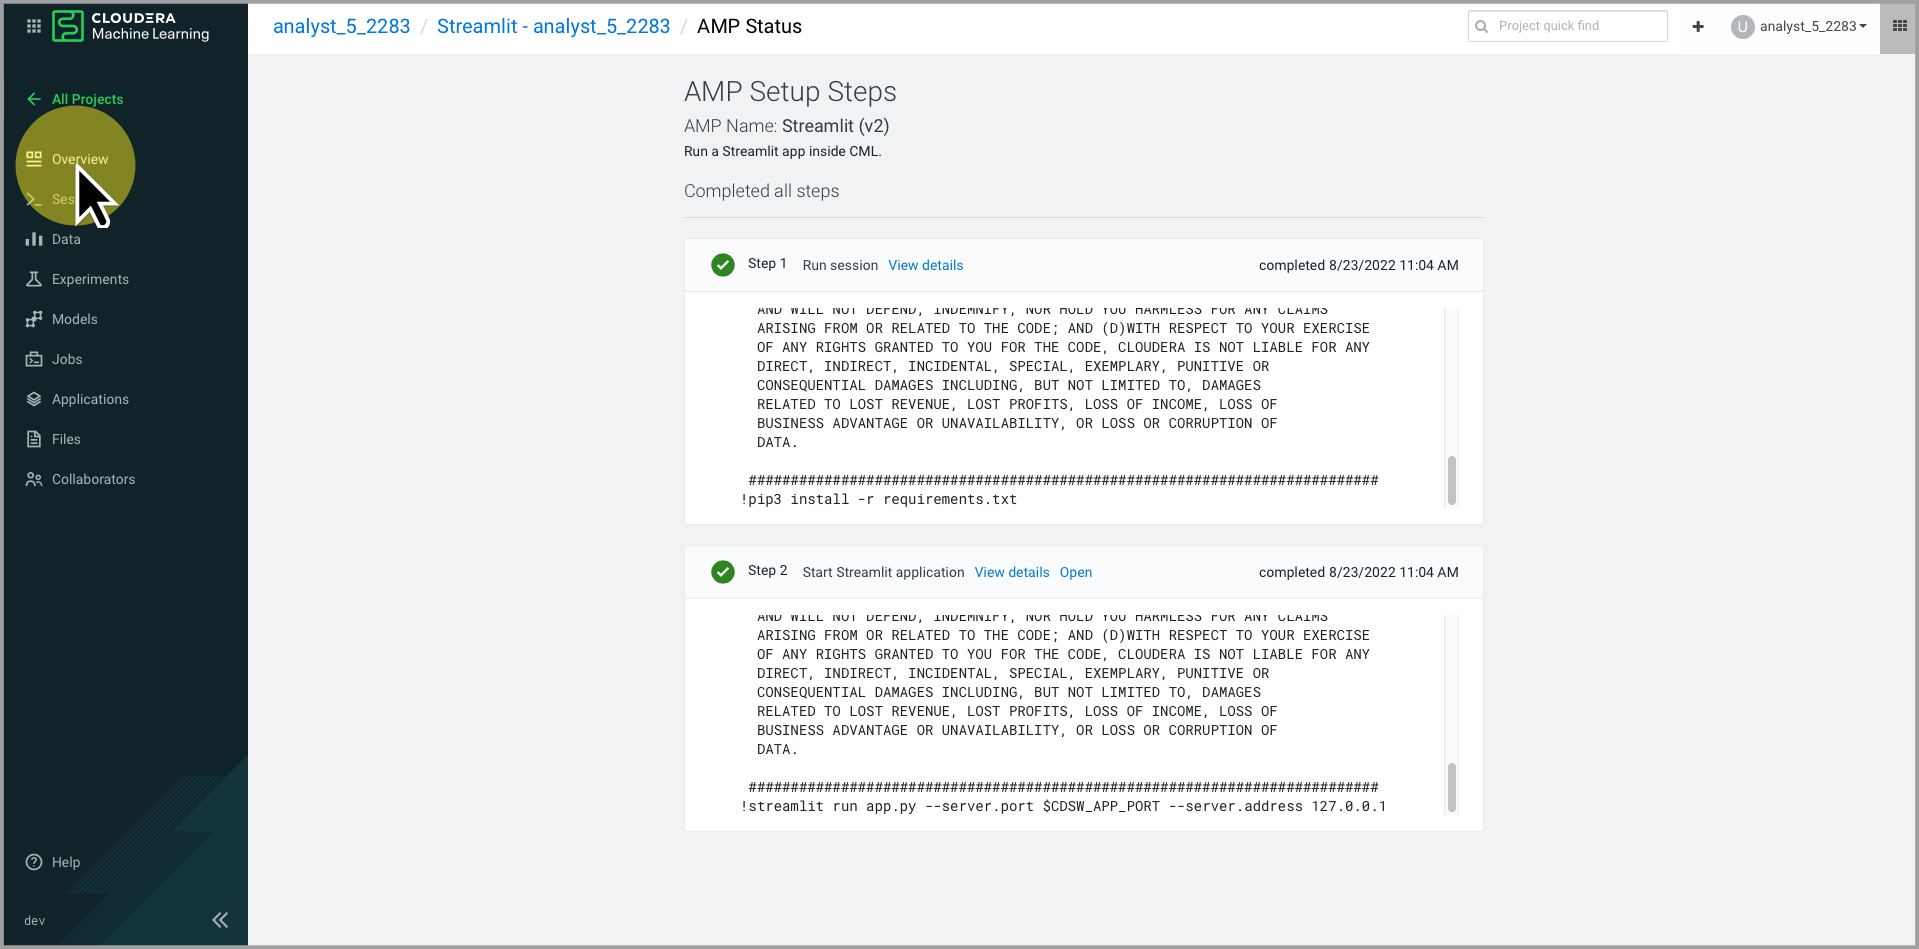 CLOUDERA
Machine Learning
analyst_5_2283 / Streamlit - analyst_5_2283 / AMP Status
Project quick find
+
U analyst_5_2283
All Projects
Overview
Ses
Data
Experiments
Models
Jobs
Applications
Files
Collaborators
Help
dev
AMP Setup Steps
AMP Name: Streamlit (v2)
Run a Streamlit app inside CML.
Completed all steps
Step 1 Run session View details completed 8/23/2022 11:04 AM
AND WILL NOT DEFEND, INDEMNIFY, NOR HOLD YOU HARMLESS FOR ANY CLAIMS
ARISING FROM OR RELATED TO THE CODE; AND (D)WITH RESPECT TO YOUR EXERCISE
OF ANY RIGHTS GRANTED TO YOU FOR THE CODE, CLOUDERA IS NOT LIABLE FOR ANY
DIRECT, INDIRECT, INCIDENTAL, SPECIAL, EXEMPLARY, PUNITIVE OR
CONSEQUENTIAL DAMAGES INCLUDING, BUT NOT LIMITED TO, DAMAGES
RELATED TO LOST REVENUE, LOST PROFITS, LOSS OF INCOME, LOSS OF
BUSINESS ADVANTAGE OR UNAVAILABILITY, OR LOSS OR CORRUPTION OF
DATA.
###########################################################################
!pip3 install -r requirements.txt
Step 2 Start Streamlit application View details Open completed 8/23/2022 11:04 AM
AND WILL NOT DEFEND, INDEMNIFY, NOR HOLD YOU HARMLESS FOR ANY CLAIMS
ARISING FROM OR RELATED TO THE CODE; AND (D)WITH RESPECT TO YOUR EXERCISE
OF ANY RIGHTS GRANTED TO YOU FOR THE CODE, CLOUDERA IS NOT LIABLE FOR ANY
DIRECT, INDIRECT, INCIDENTAL, SPECIAL, EXEMPLARY, PUNITIVE OR
CONSEQUENTIAL DAMAGES INCLUDING, BUT NOT LIMITED TO, DAMAGES
RELATED TO LOST REVENUE, LOST PROFITS, LOSS OF INCOME, LOSS OF
BUSINESS ADVANTAGE OR UNAVAILABILITY, OR LOSS OR CORRUPTION OF
DATA.
###########################################################################
!streamlit run app.py --server.port $CDSW_APP_PORT --server.address 127.0.0.1